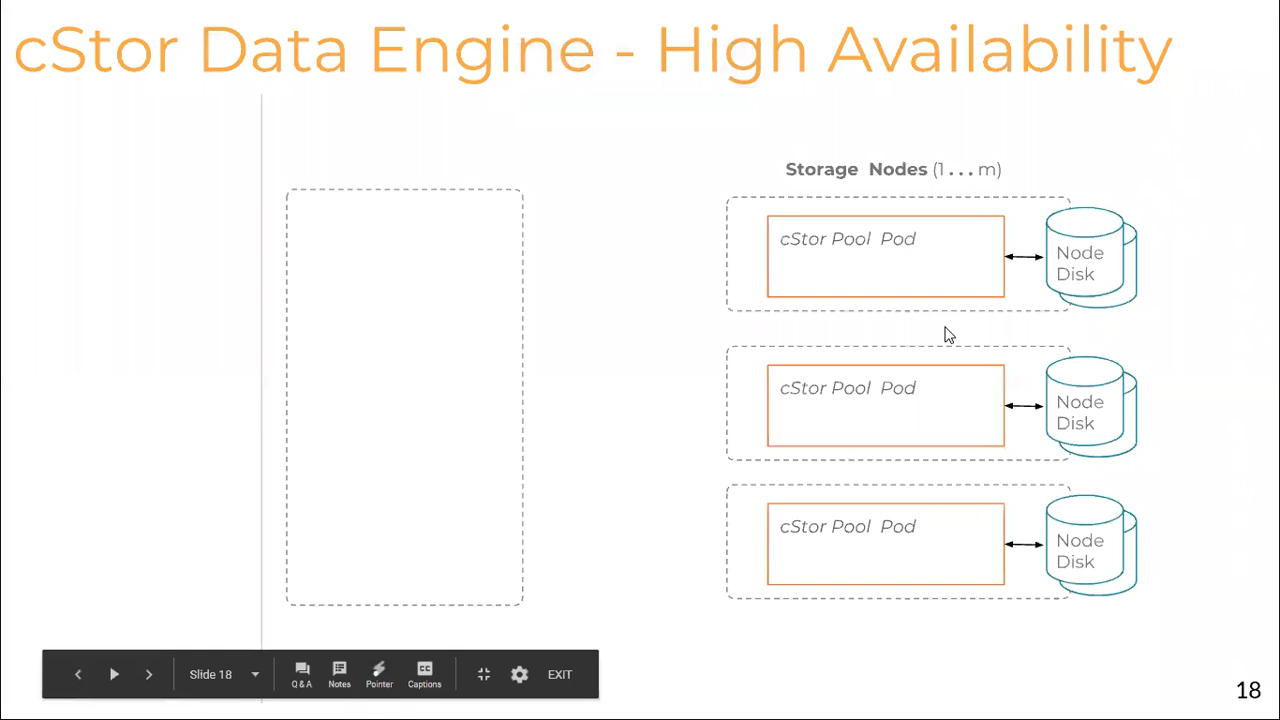 cStor Data Engine - High Availability
Storage Nodes (1 . . . m)
cStor Pool Pod
Node
Disk
cStor Pool Pod
Node
Disk
cStor Pool Pod
Node
Disk
Slide 18
Q & A
Notes
Pointer
CC
Captions
EXIT
18